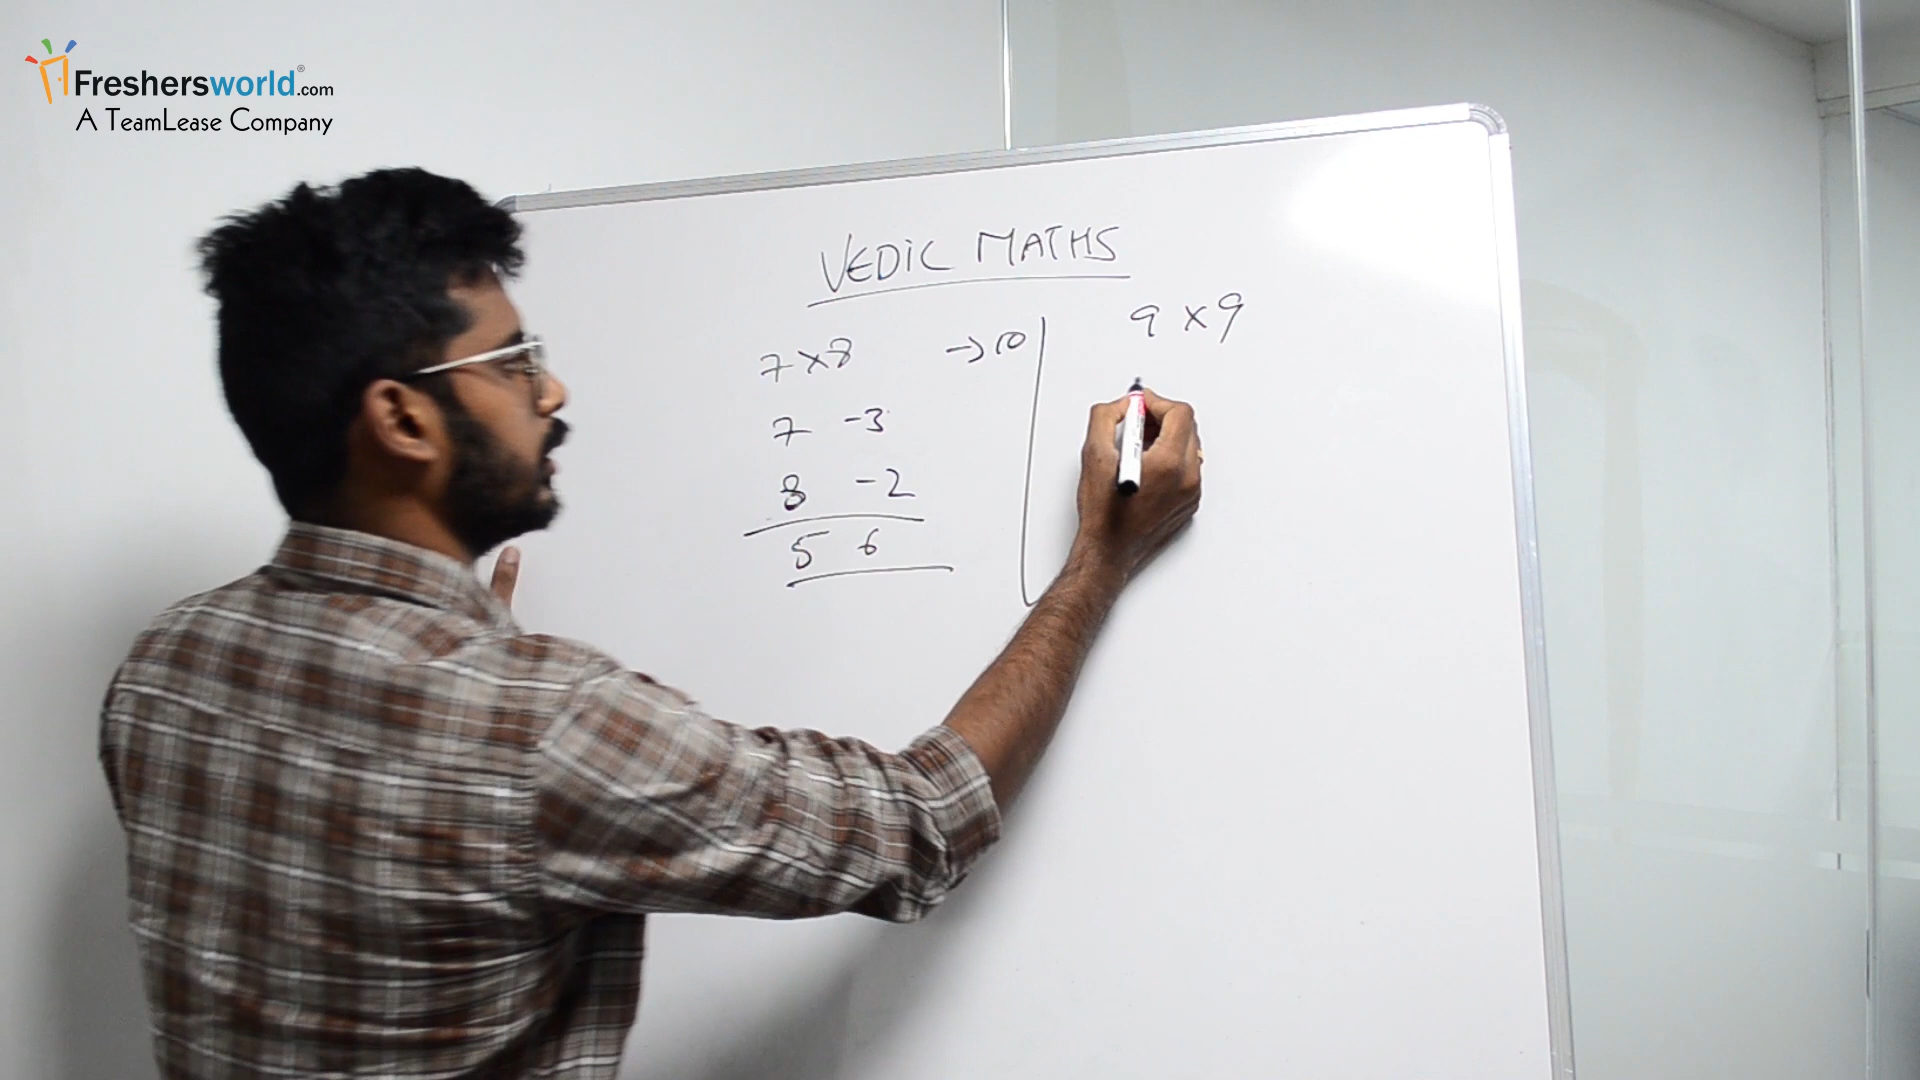 Freshersworld.com
A TeamLease Company
VEDIC MATHS
7 x 8 → 10
7 -3
8 -2
5 6
9 x 9